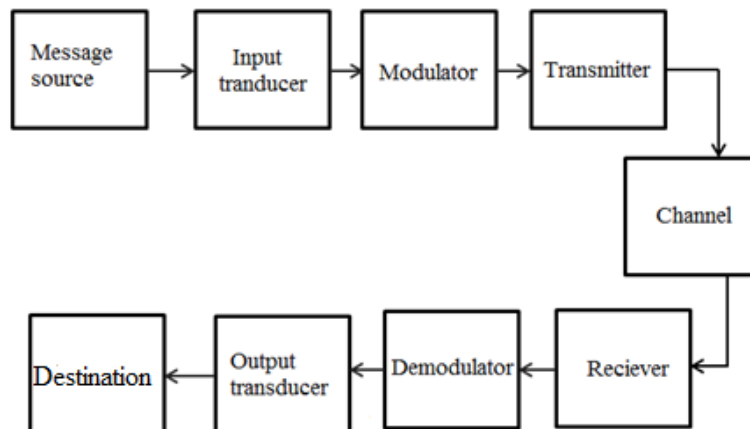 Message
source
Input
tranducer
Modulator
Transmitter
Channel
Reciever
Demodulator
Output
transducer
Destination